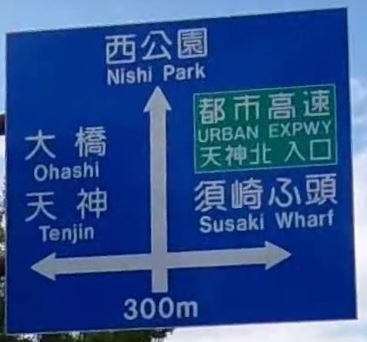 西公園
Nishi Park
都市高速
URBAN EXPWY
天神北 入口
大橋
Ohashi
天神
Tenjin
須崎ふ頭
Susaki Wharf
300m